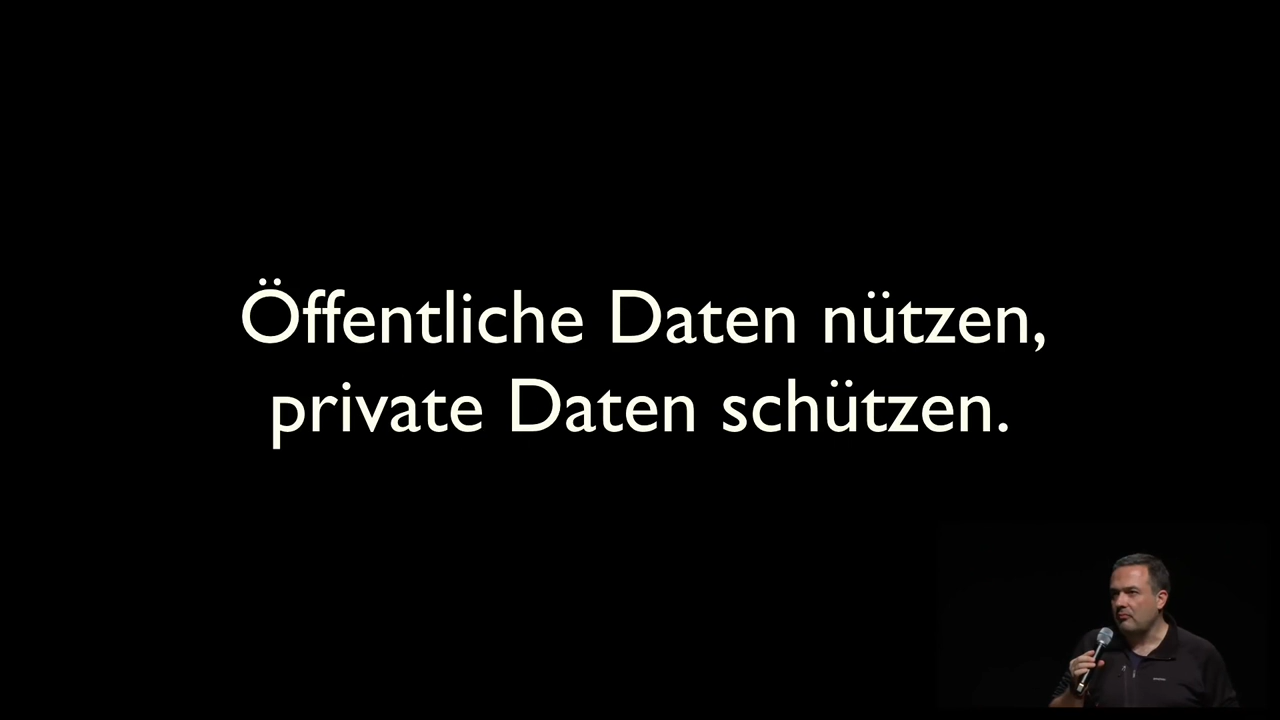 Öffentliche Daten nützen,
private Daten schützen.